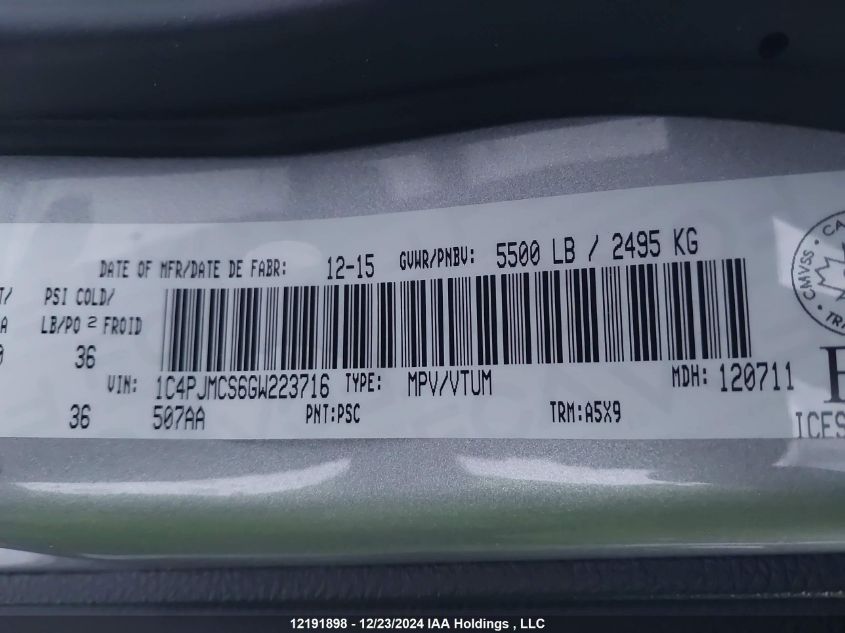 DATE OF MFR/DATE DE FABR: 12-15 GVWR/PNBV: 5500 LB / 2495 KG
PSI COLD/
LB/PO 2 FROID
36
VIN: 1C4PJMCS6GW223716 TYPE: MPV/VTUM MDH: 120711
36 507AA PNT:PSC TRM:A5X9
CMVSS
12191898 - 12/23/2024 IAA Holdings , LLC